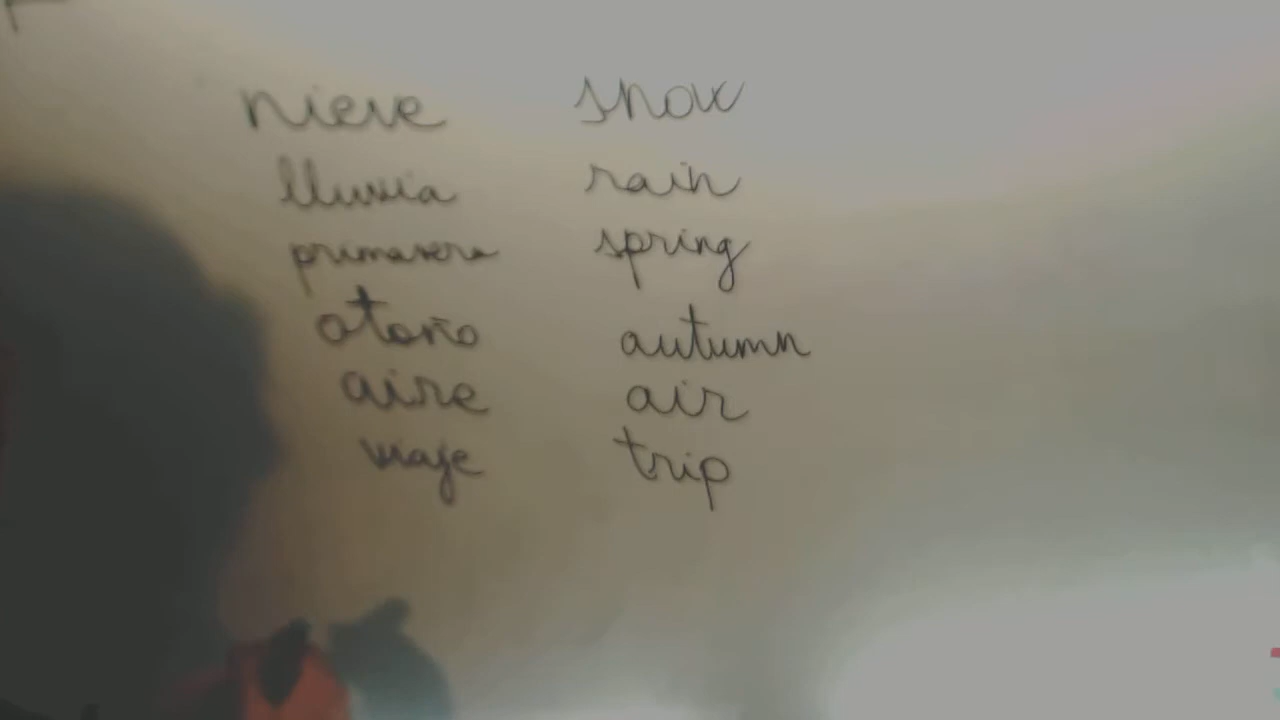 nieve snow
lluvia rain
primavera spring
otoño autumn
aire air
viaje trip